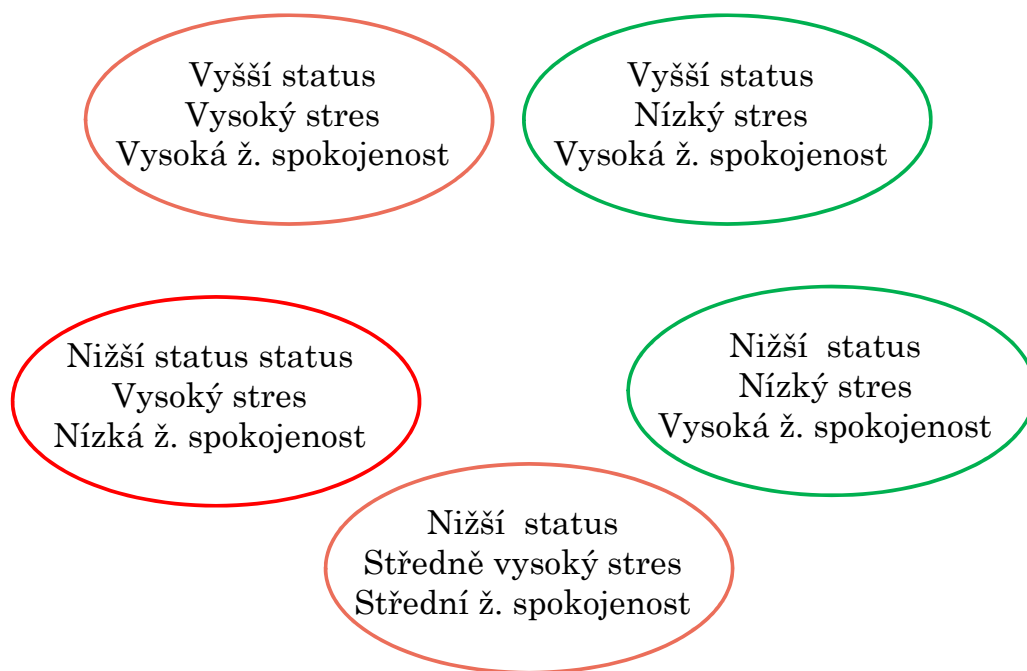 Vyšší status
Vysoký stres
Vysoká ž. spokojenost
Vyšší status
Nízký stres
Vysoká ž. spokojenost
Nižší status status
Vysoký stres
Nízká ž. spokojenost
Nižší  status
Nízký stres
Vysoká ž. spokojenost
Nižší  status
Středně vysoký stres
Střední ž. spokojenost